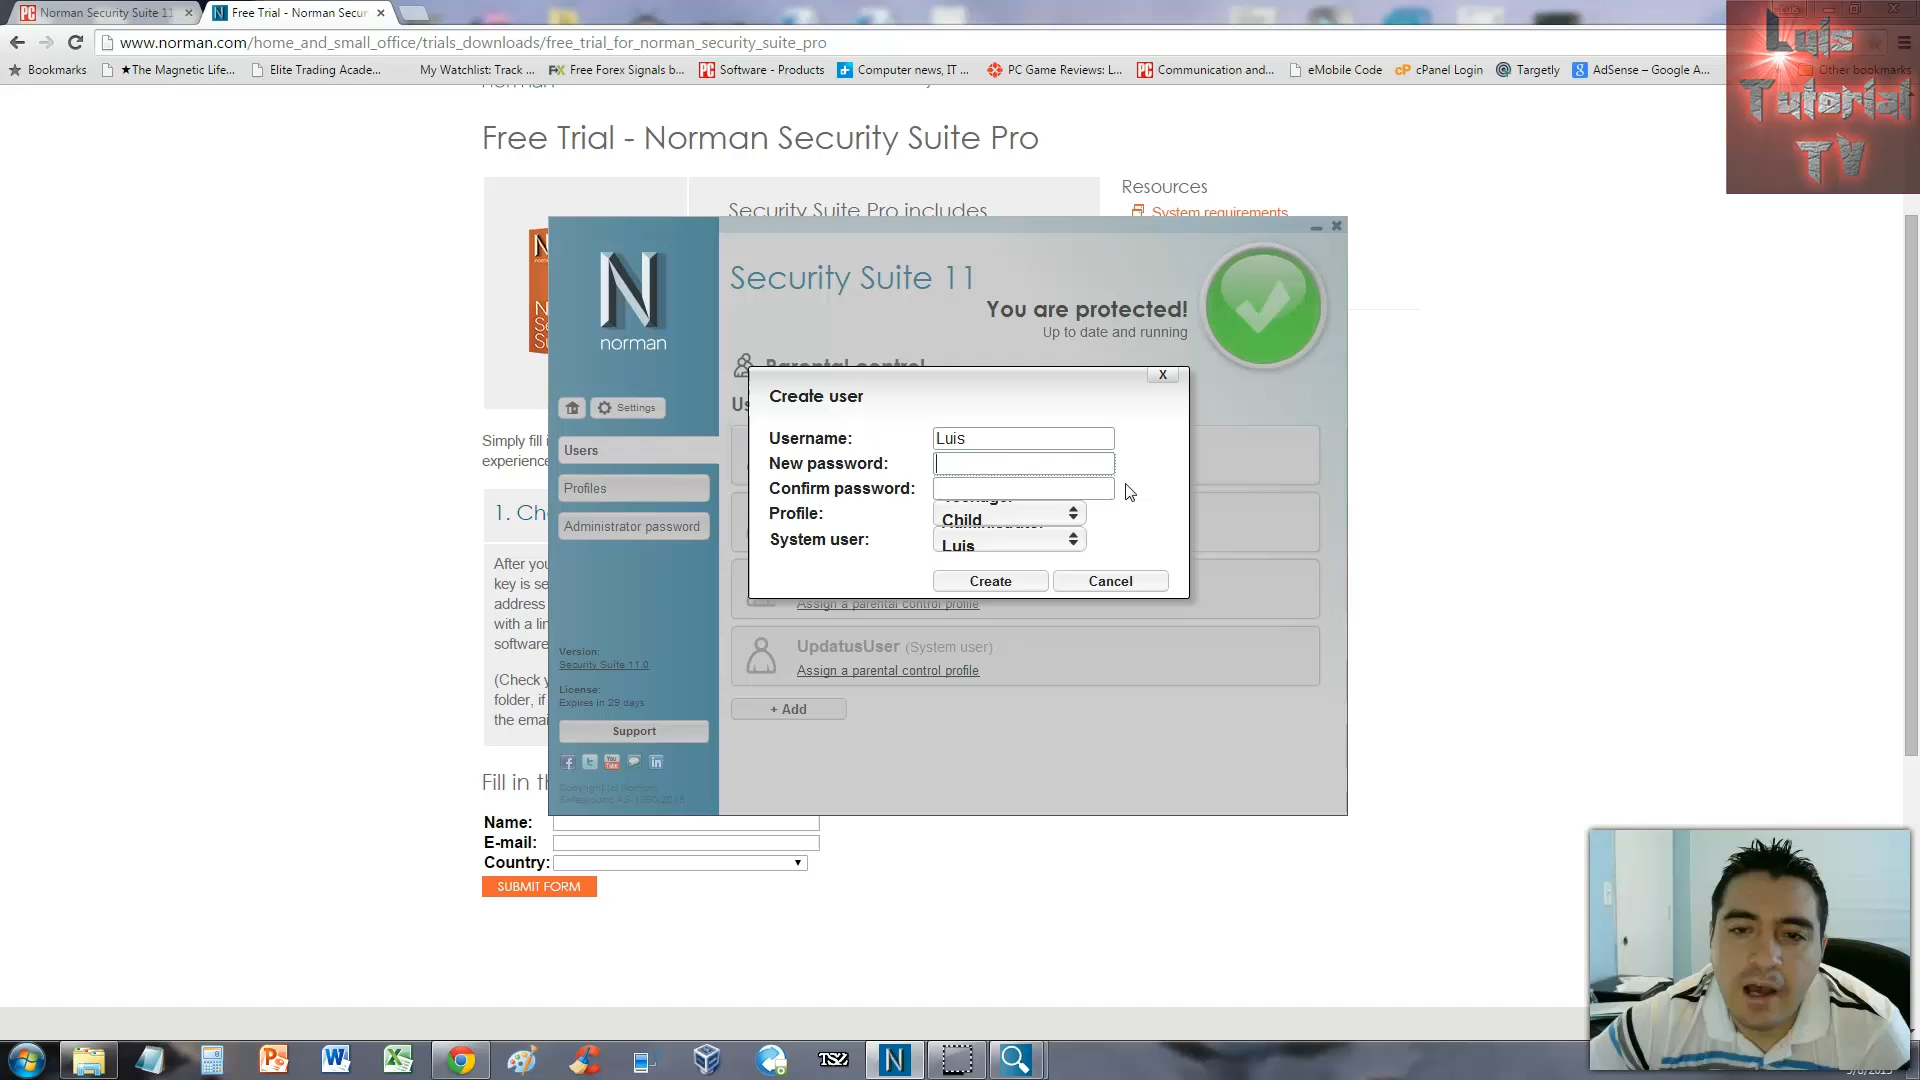 Norman Security Suite 11
Free Trial - Norman Secur
www.norman.com/home_and_small_office/trials_downloads/free_trial_for_norman_security_suite_pro
Bookmarks
★The Magnetic Life...
Elite Trading Acade...
My Watchlist: Track ...
Free Forex Signals b...
Software - Products
Computer news, IT ...
PC Game Reviews: L...
Communication and...
eMobile Code
cPanel Login
Targetly
AdSense – Google A...
Other bookmarks
Luis
Tutorial
TV
Free Trial - Norman Security Suite Pro
Security Suite Pro includes
Resources
System requirements
norman
Security Suite 11
You are protected!
Up to date and running
Parental control
Settings
Users
Profiles
Administrator password
Create user
X
Username: Luis
New password:
Confirm password:
Profile: Child
System user: Luis
Create
Cancel
Assign a parental control profile
UpdatusUser (System user)
Assign a parental control profile
+ Add
Version:
Security Suite 11.0
License:
Expires in 29 days
Support
Simply fill i
experience
1. Ch
After you
key is se
address
with a lin
software
(Check y
folder, if
the emai
Fill in th
Name:
E-mail:
Country:
SUBMIT FORM